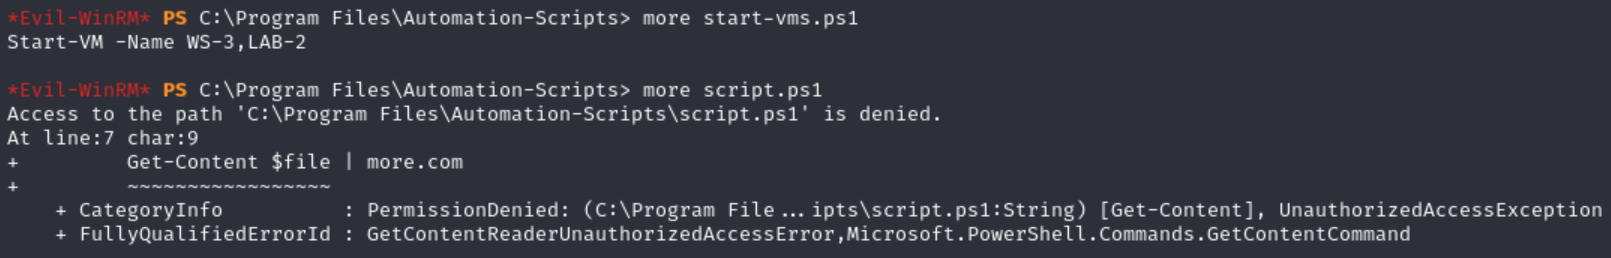 *Evil-WinRM* PS C:\Program Files\Automation-Scripts> more start-vms.ps1
Start-VM -Name WS-3,LAB-2

*Evil-WinRM* PS C:\Program Files\Automation-Scripts> more script.ps1
Access to the path 'C:\Program Files\Automation-Scripts\script.ps1' is denied.
At line:7 char:9
+         Get-Content $file | more.com
+         ~~~~~~~~~~~~~~~~~
    + CategoryInfo          : PermissionDenied: (C:\Program File...ipts\script.ps1:String) [Get-Content], UnauthorizedAccessException
    + FullyQualifiedErrorId : GetContentReaderUnauthorizedAccessError,Microsoft.PowerShell.Commands.GetContentCommand